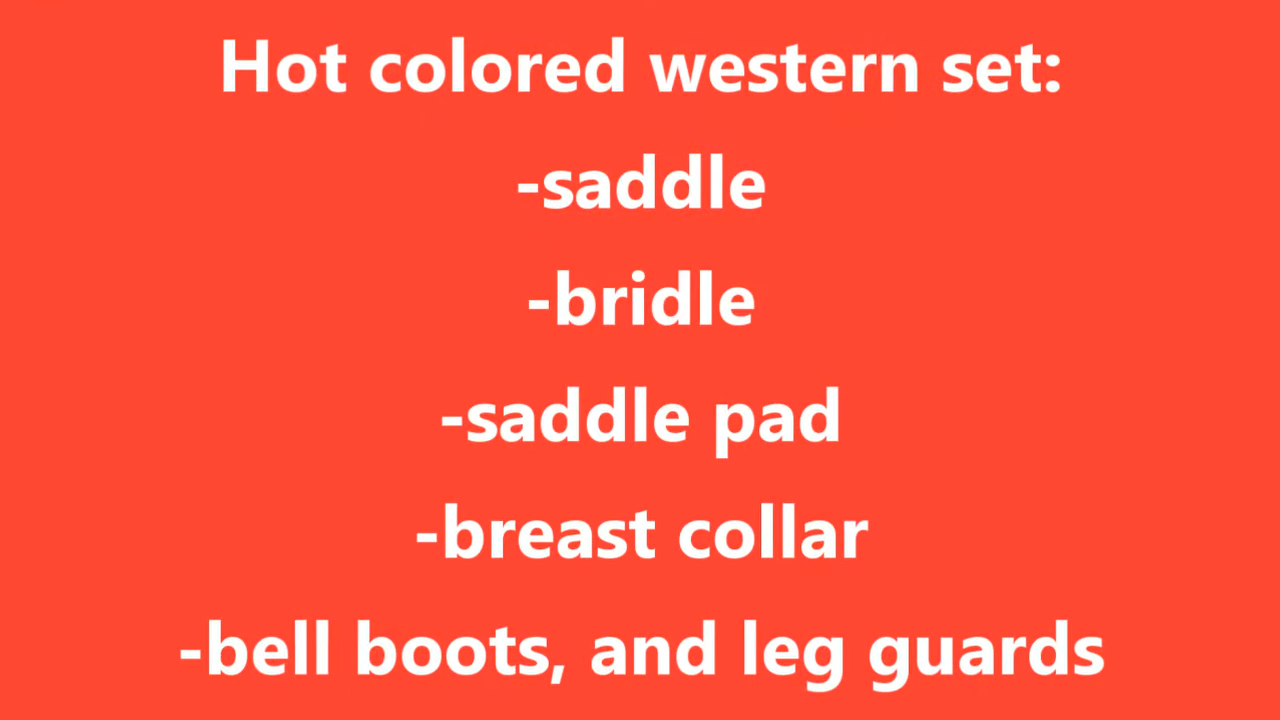 Hot colored western set:
-saddle
-bridle
-saddle pad
-breast collar
-bell boots, and leg guards